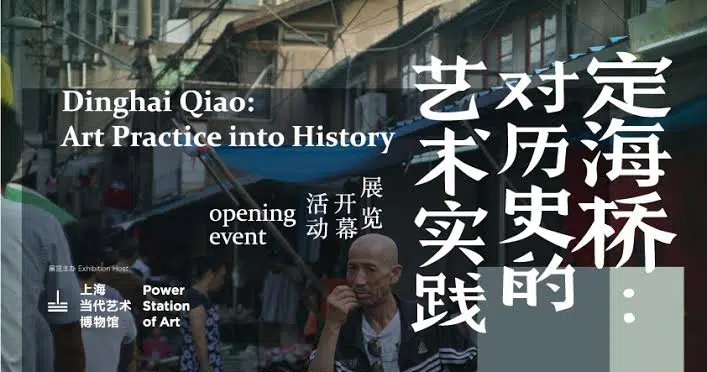 定海桥：
对历史的
艺术实践
Dinghai Qiao:
Art Practice into History
展览
开幕
活动
opening
event
展览主办 Exhibition Host
上海
当代艺术
博物馆
Power
Station
of Art